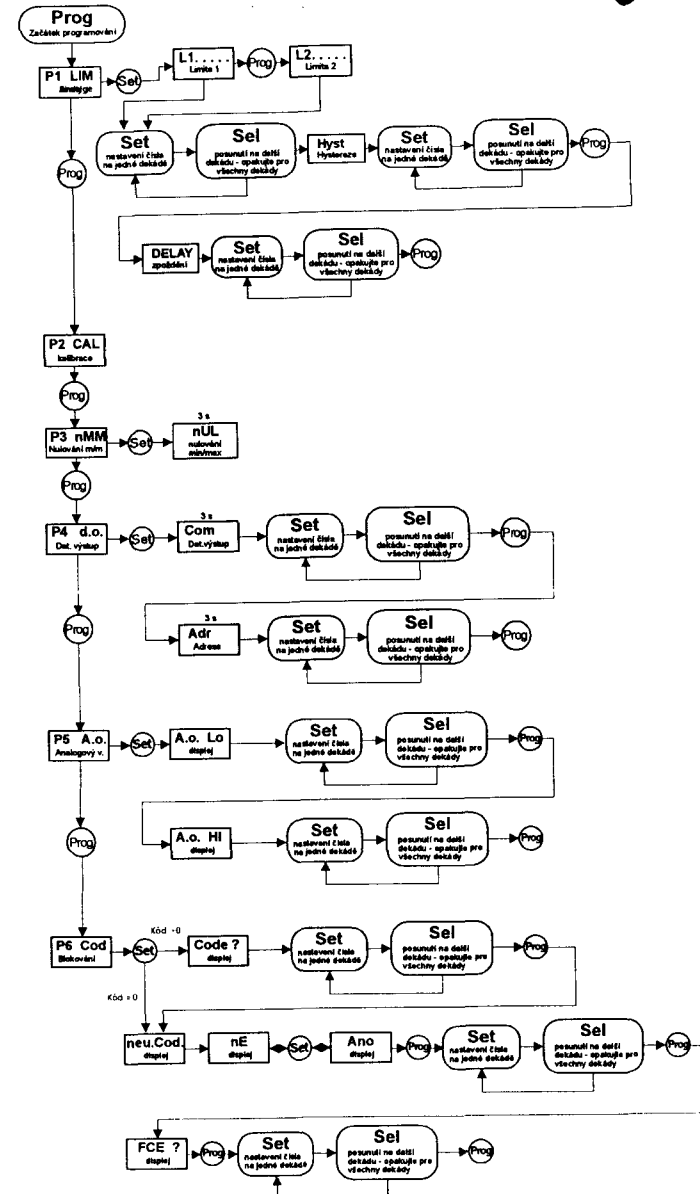 Prog
Začátek programování
P1 LIM
Set
L1.....
Limita 1
Prog
L2.....
Limita 2
Set
nastavení čísla
na jedné dekádě
Sel
posunutí na další
dekádu - opakujte pro
všechny dekády
Hyst
Hystereze
Set
nastavení čísla
na jedné dekádě
Sel
posunutí na další
dekádu - opakujte pro
všechny dekády
Prog
Prog
DELAY
zpoždění
Set
nastavení čísla
na jedné dekádě
Sel
posunutí na další
dekádu - opakujte pro
všechny dekády
Prog
P2 CAL
kalibrace
Prog
P3 nMM
Nulování m/m
Set
3 s
nUL
nulování
min/max
Prog
P4 d.o.
Dat. výstup
Set
3 s
Com
Dat.výstup
Set
nastavení čísla
na jedné dekádě
Sel
posunutí na další
dekádu - opakujte pro
všechny dekády
Prog
Prog
3 s
Adr
Adresa
Set
nastavení čísla
na jedné dekádě
Sel
posunutí na další
dekádu - opakujte pro
všechny dekády
Prog
P5 A.o.
Analogový v.
Set
A.o. Lo
displej
Set
nastavení čísla
na jedné dekádě
Sel
posunutí na další
dekádu - opakujte pro
všechny dekády
Prog
Prog
A.o. HI
displej
Set
nastavení čísla
na jedné dekádě
Sel
posunutí na další
dekádu - opakujte pro
všechny dekády
Prog
P6 Cod
Blokování
Set
Kód -0
Code ?
displej
Set
nastavení čísla
na jedné dekádě
Sel
posunutí na další
dekádu - opakujte pro
všechny dekády
Prog
Kód = 0
neu.Cod.
displej
nE
displej
Set
Ano
displej
Prog
Set
nastavení čísla
na jedné dekádě
Sel
posunutí na další
dekádu - opakujte pro
všechny dekády
Prog
FCE ?
displej
Prog
Set
nastavení čísla
na jedné dekádě
Sel
posunutí na další
dekádu - opakujte pro
všechny dekády
Prog